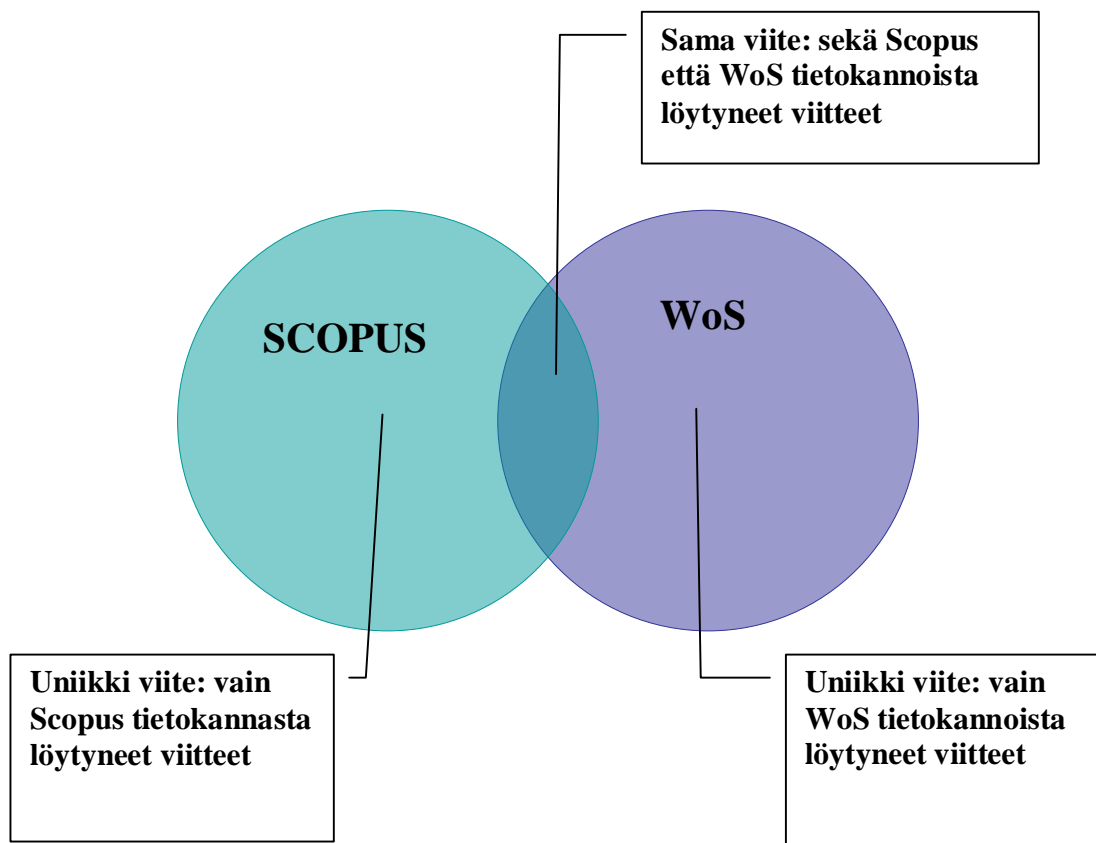 Sama viite: sekä Scopus
että WoS tietokannoista
löytyneet viitteet
SCOPUS
WoS
Uniikki viite: vain
Scopus tietokannasta
löytyneet viitteet
Uniikki viite: vain
WoS tietokannoista
löytyneet viitteet